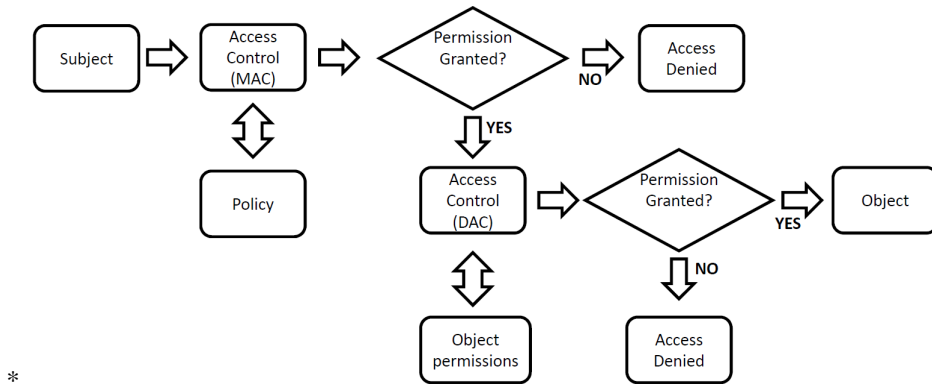 Subject
Access
Control
(MAC)
Permission
Granted?
NO
Access
Denied
YES
Policy
Access
Control
(DAC)
Permission
Granted?
YES
Object
NO
Object
permissions
Access
Denied
*